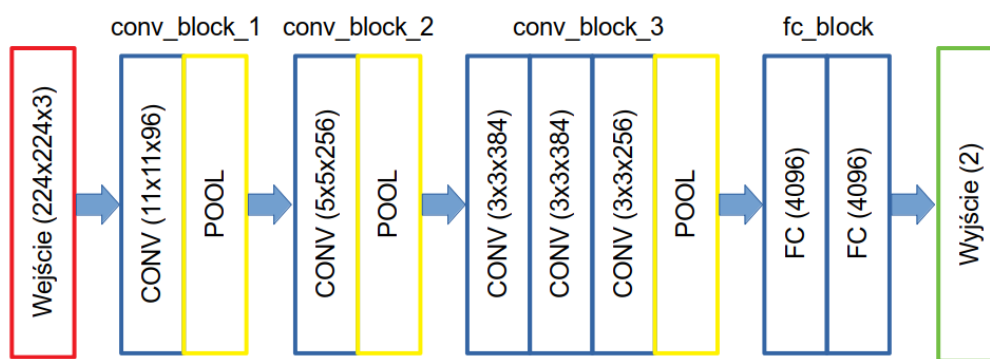 conv_block_1
conv_block_2
conv_block_3
fc_block
Wejście (224x224x3)
CONV (11x11x96)
POOL
CONV (5x5x256)
POOL
CONV (3x3x384)
CONV (3x3x384)
CONV (3x3x256)
POOL
FC (4096)
FC (4096)
Wyjście (2)